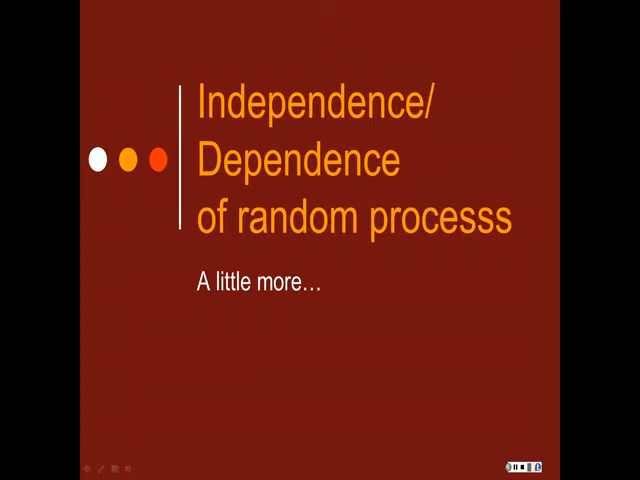 Independence/
Dependence
of random processs
A little more…